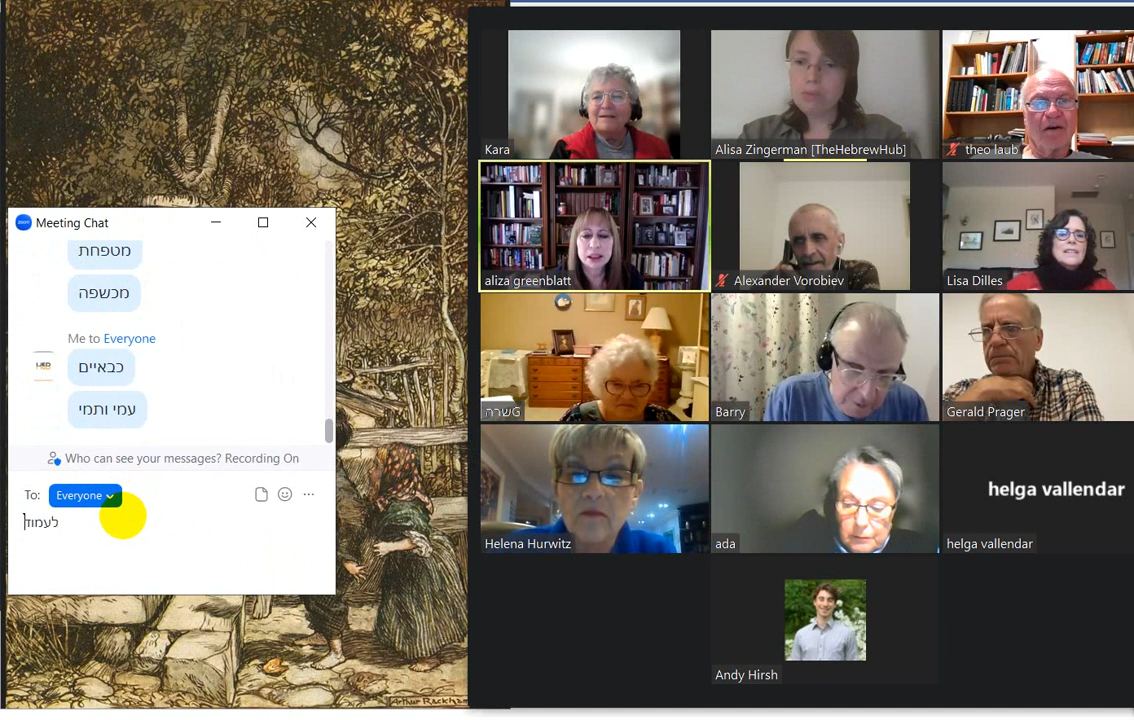 Meeting Chat
מטפחת
מכשפה
Me to Everyone
כבאיים
עמי ותמי
Who can see your messages? Recording On
To: Everyone
לעמוד
Kara
Alisa Zingerman [TheHebrewHub]
theo laub
aliza greenblatt
Alexander Vorobiev
Lisa Dilles
שרהG
Barry
Gerald Prager
Helena Hurwitz
ada
helga vallendar
helga vallendar
Andy Hirsh
Arthur Rackham